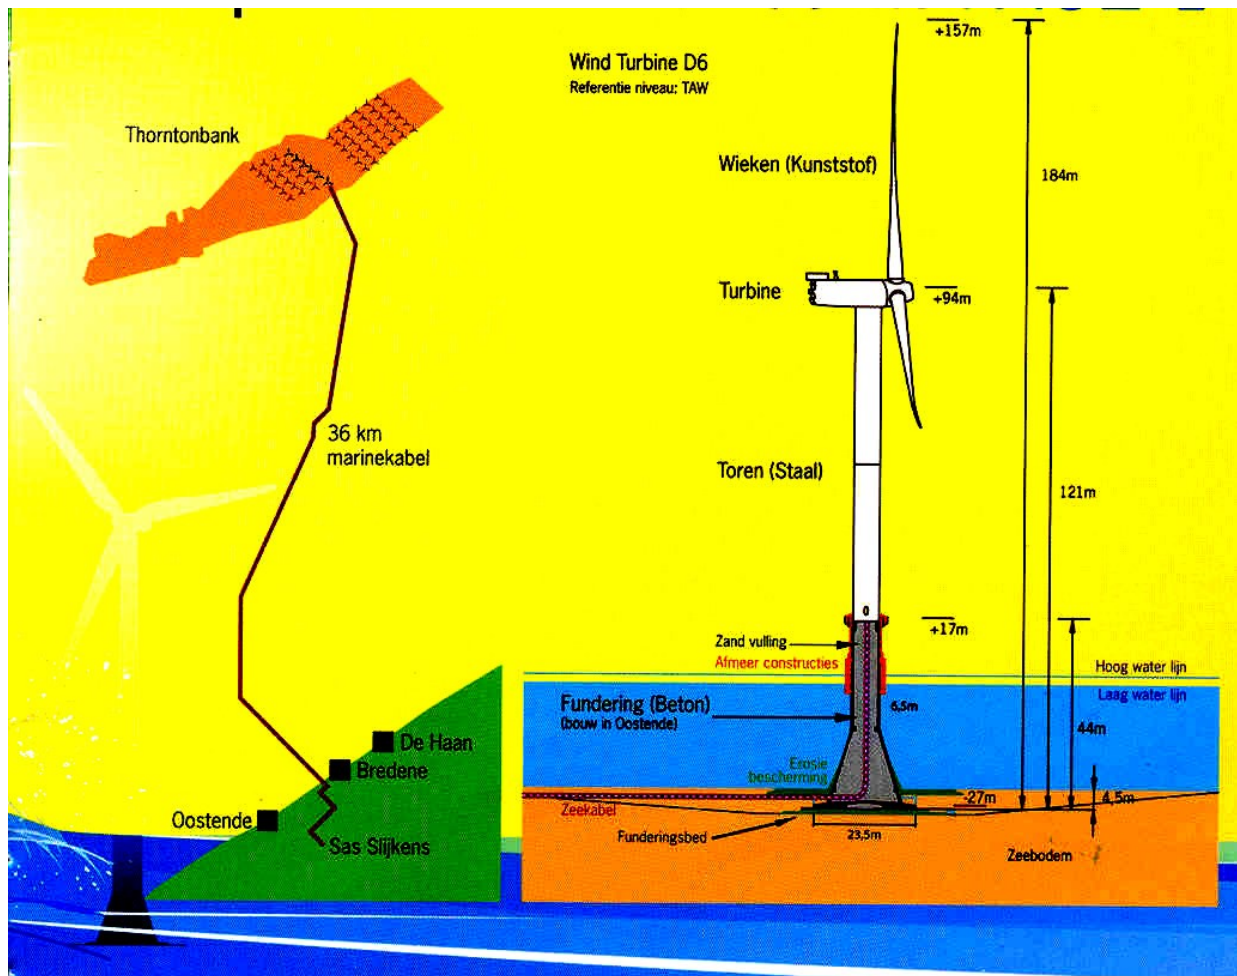 Wind Turbine D6
Referentie niveau: TAW
Thorntonbank
36 km
marinekabel
De Haan
Bredene
Oostende
Sas Slijkens
Wieken (Kunststof)
Turbine
Toren (Staal)
Zand vulling
Afmeer constructies
Fundering (Beton)
(bouw in Oostende)
Erosie
bescherming
Zeekabel
Funderingsbed
+157m
184m
+94m
121m
+17m
Hoog water lijn
Laag water lijn
6,5m
44m
-27m
4,5m
23,5m
Zeebodem